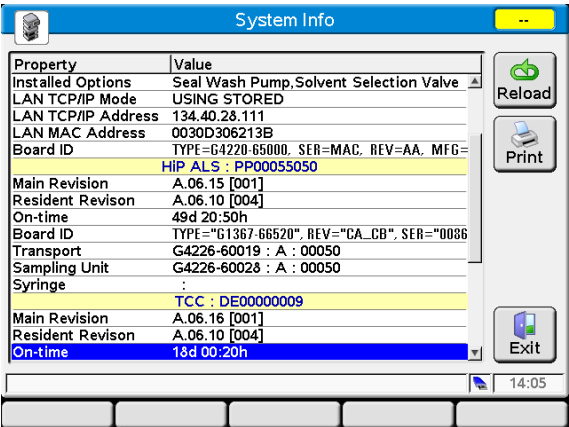 System Info
--
Property Value
Installed Options Seal Wash Pump,Solvent Selection Valve
LAN TCP/IP Mode USING STORED
LAN TCP/IP Address 134.40.28.111
LAN MAC Address 0030D306213B
Board ID TYPE=G4220-65000, SER=MAC, REV=AA, MFG=
HiP ALS : PP00055050
Main Revision A.06.15 [001]
Resident Revison A.06.10 [004]
On-time 49d 20:50h
Board ID TYPE="G1367-66520", REV="CA_CB", SER="0086
Transport G4226-60019 : A : 00050
Sampling Unit G4226-60028 : A : 00050
Syringe :
TCC : DE00000009
Main Revision A.06.16 [001]
Resident Revison A.06.10 [004]
On-time 18d 00:20h
Reload
Print
Exit
14:05